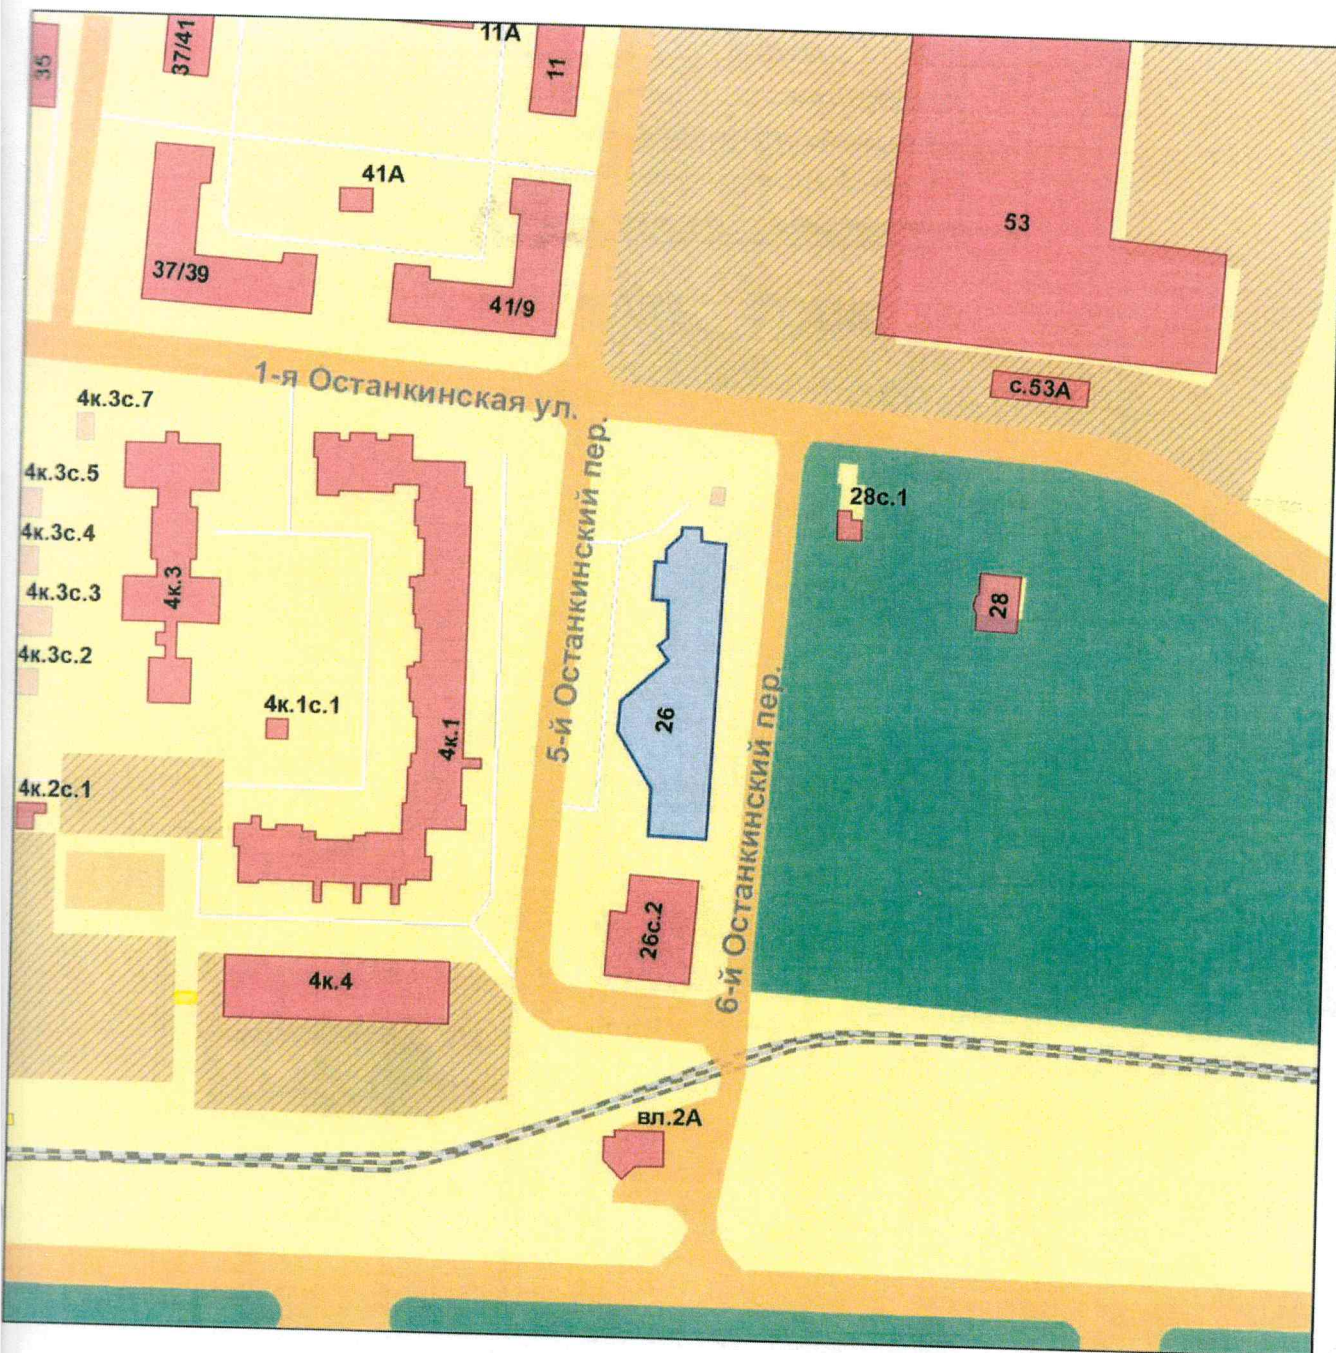 11А
37/41
35
11
41А
53
37/39
41/9
с.53А
1-я Останкинская ул.
4к.3с.7
4к.3с.5
28с.1
4к.3с.4
4к.3с.3
4к.3
28
4к.3с.2
5-й Останкинский пер.
4к.1с.1
26
4к.1
4к.2с.1
6-й Останкинский пер.
26с.2
4к.4
вл.2А